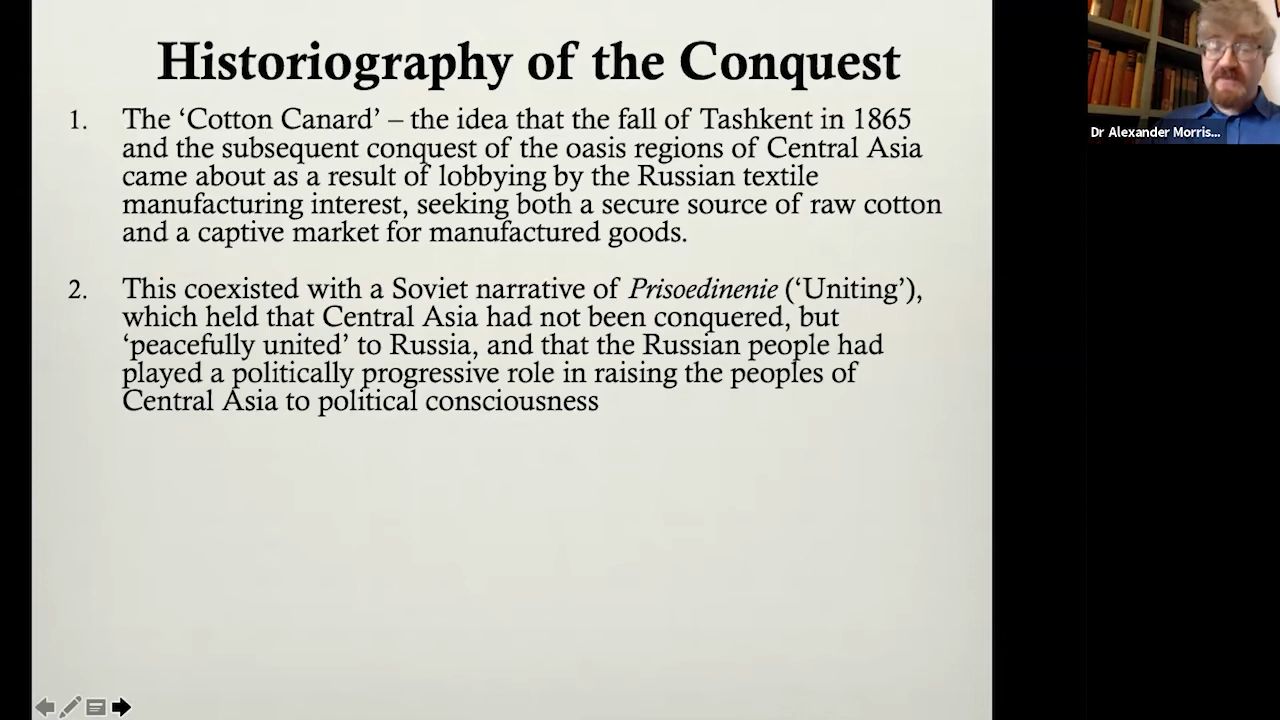 Historiography of the Conquest
1. The ‘Cotton Canard’ – the idea that the fall of Tashkent in 1865
and the subsequent conquest of the oasis regions of Central Asia
came about as a result of lobbying by the Russian textile
manufacturing interest, seeking both a secure source of raw cotton
and a captive market for manufactured goods.
2. This coexisted with a Soviet narrative of Prisoedinenie (‘Uniting’),
which held that Central Asia had not been conquered, but
‘peacefully united’ to Russia, and that the Russian people had
played a politically progressive role in raising the peoples of
Central Asia to political consciousness
Dr Alexander Morris...